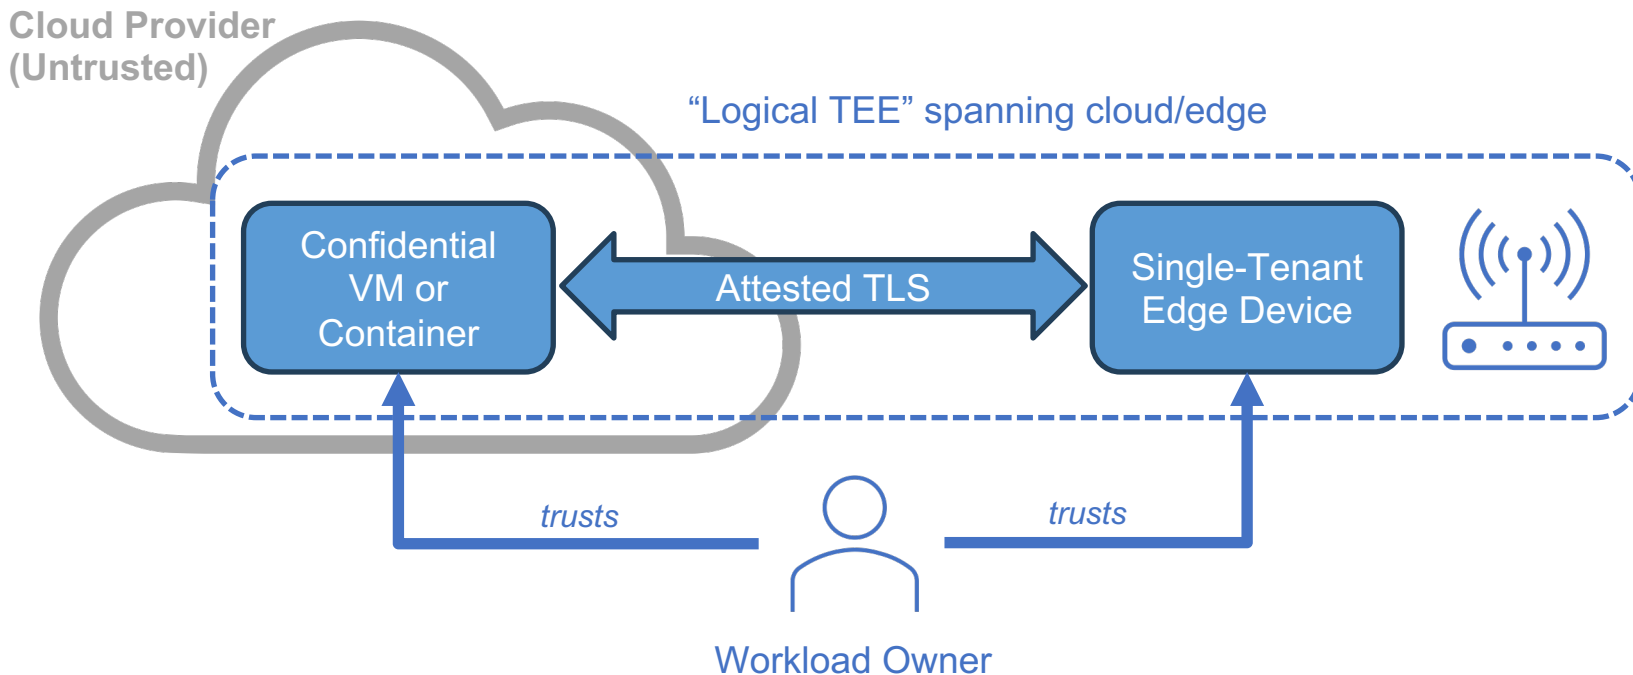 Cloud Provider
(Untrusted)
“Logical TEE” spanning cloud/edge
Confidential
VM or
Container
Attested TLS
Single-Tenant
Edge Device
trusts
trusts
Workload Owner